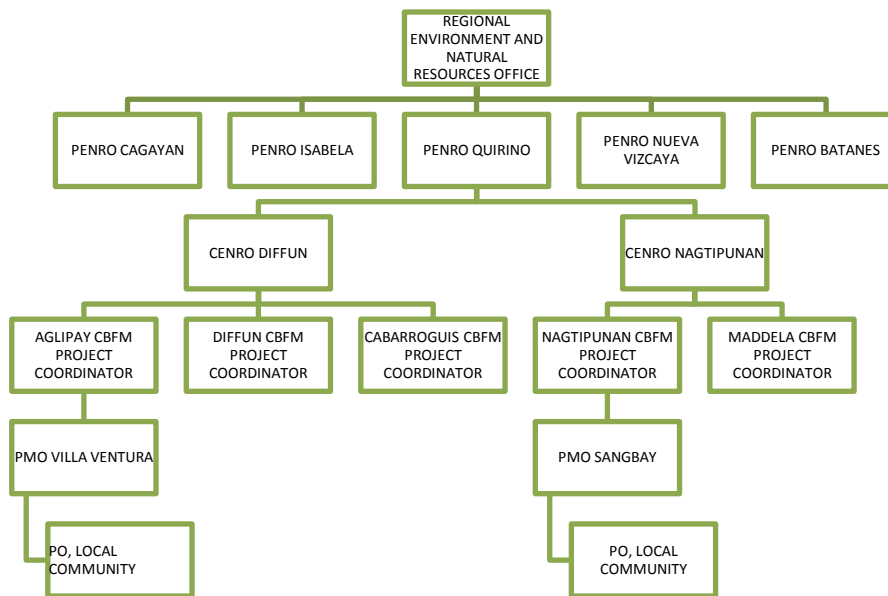 REGIONAL
ENVIRONMENT AND
NATURAL
RESOURCES OFFICE
PENRO CAGAYAN
PENRO ISABELA
PENRO QUIRINO
PENRO NUEVA
VIZCAYA
PENRO BATANES
CENRO DIFFUN
CENRO NAGTIPUNAN
AGLIPAY CBFM
PROJECT
COORDINATOR
DIFFUN CBFM
PROJECT
COORDINATOR
CABARROGUIS CBFM
PROJECT
COORDINATOR
NAGTIPUNAN CBFM
PROJECT
COORDINATOR
MADDELA CBFM
PROJECT
COORDINATOR
PMO VILLA VENTURA
PMO SANGBAY
PO, LOCAL
COMMUNITY
PO, LOCAL
COMMUNITY